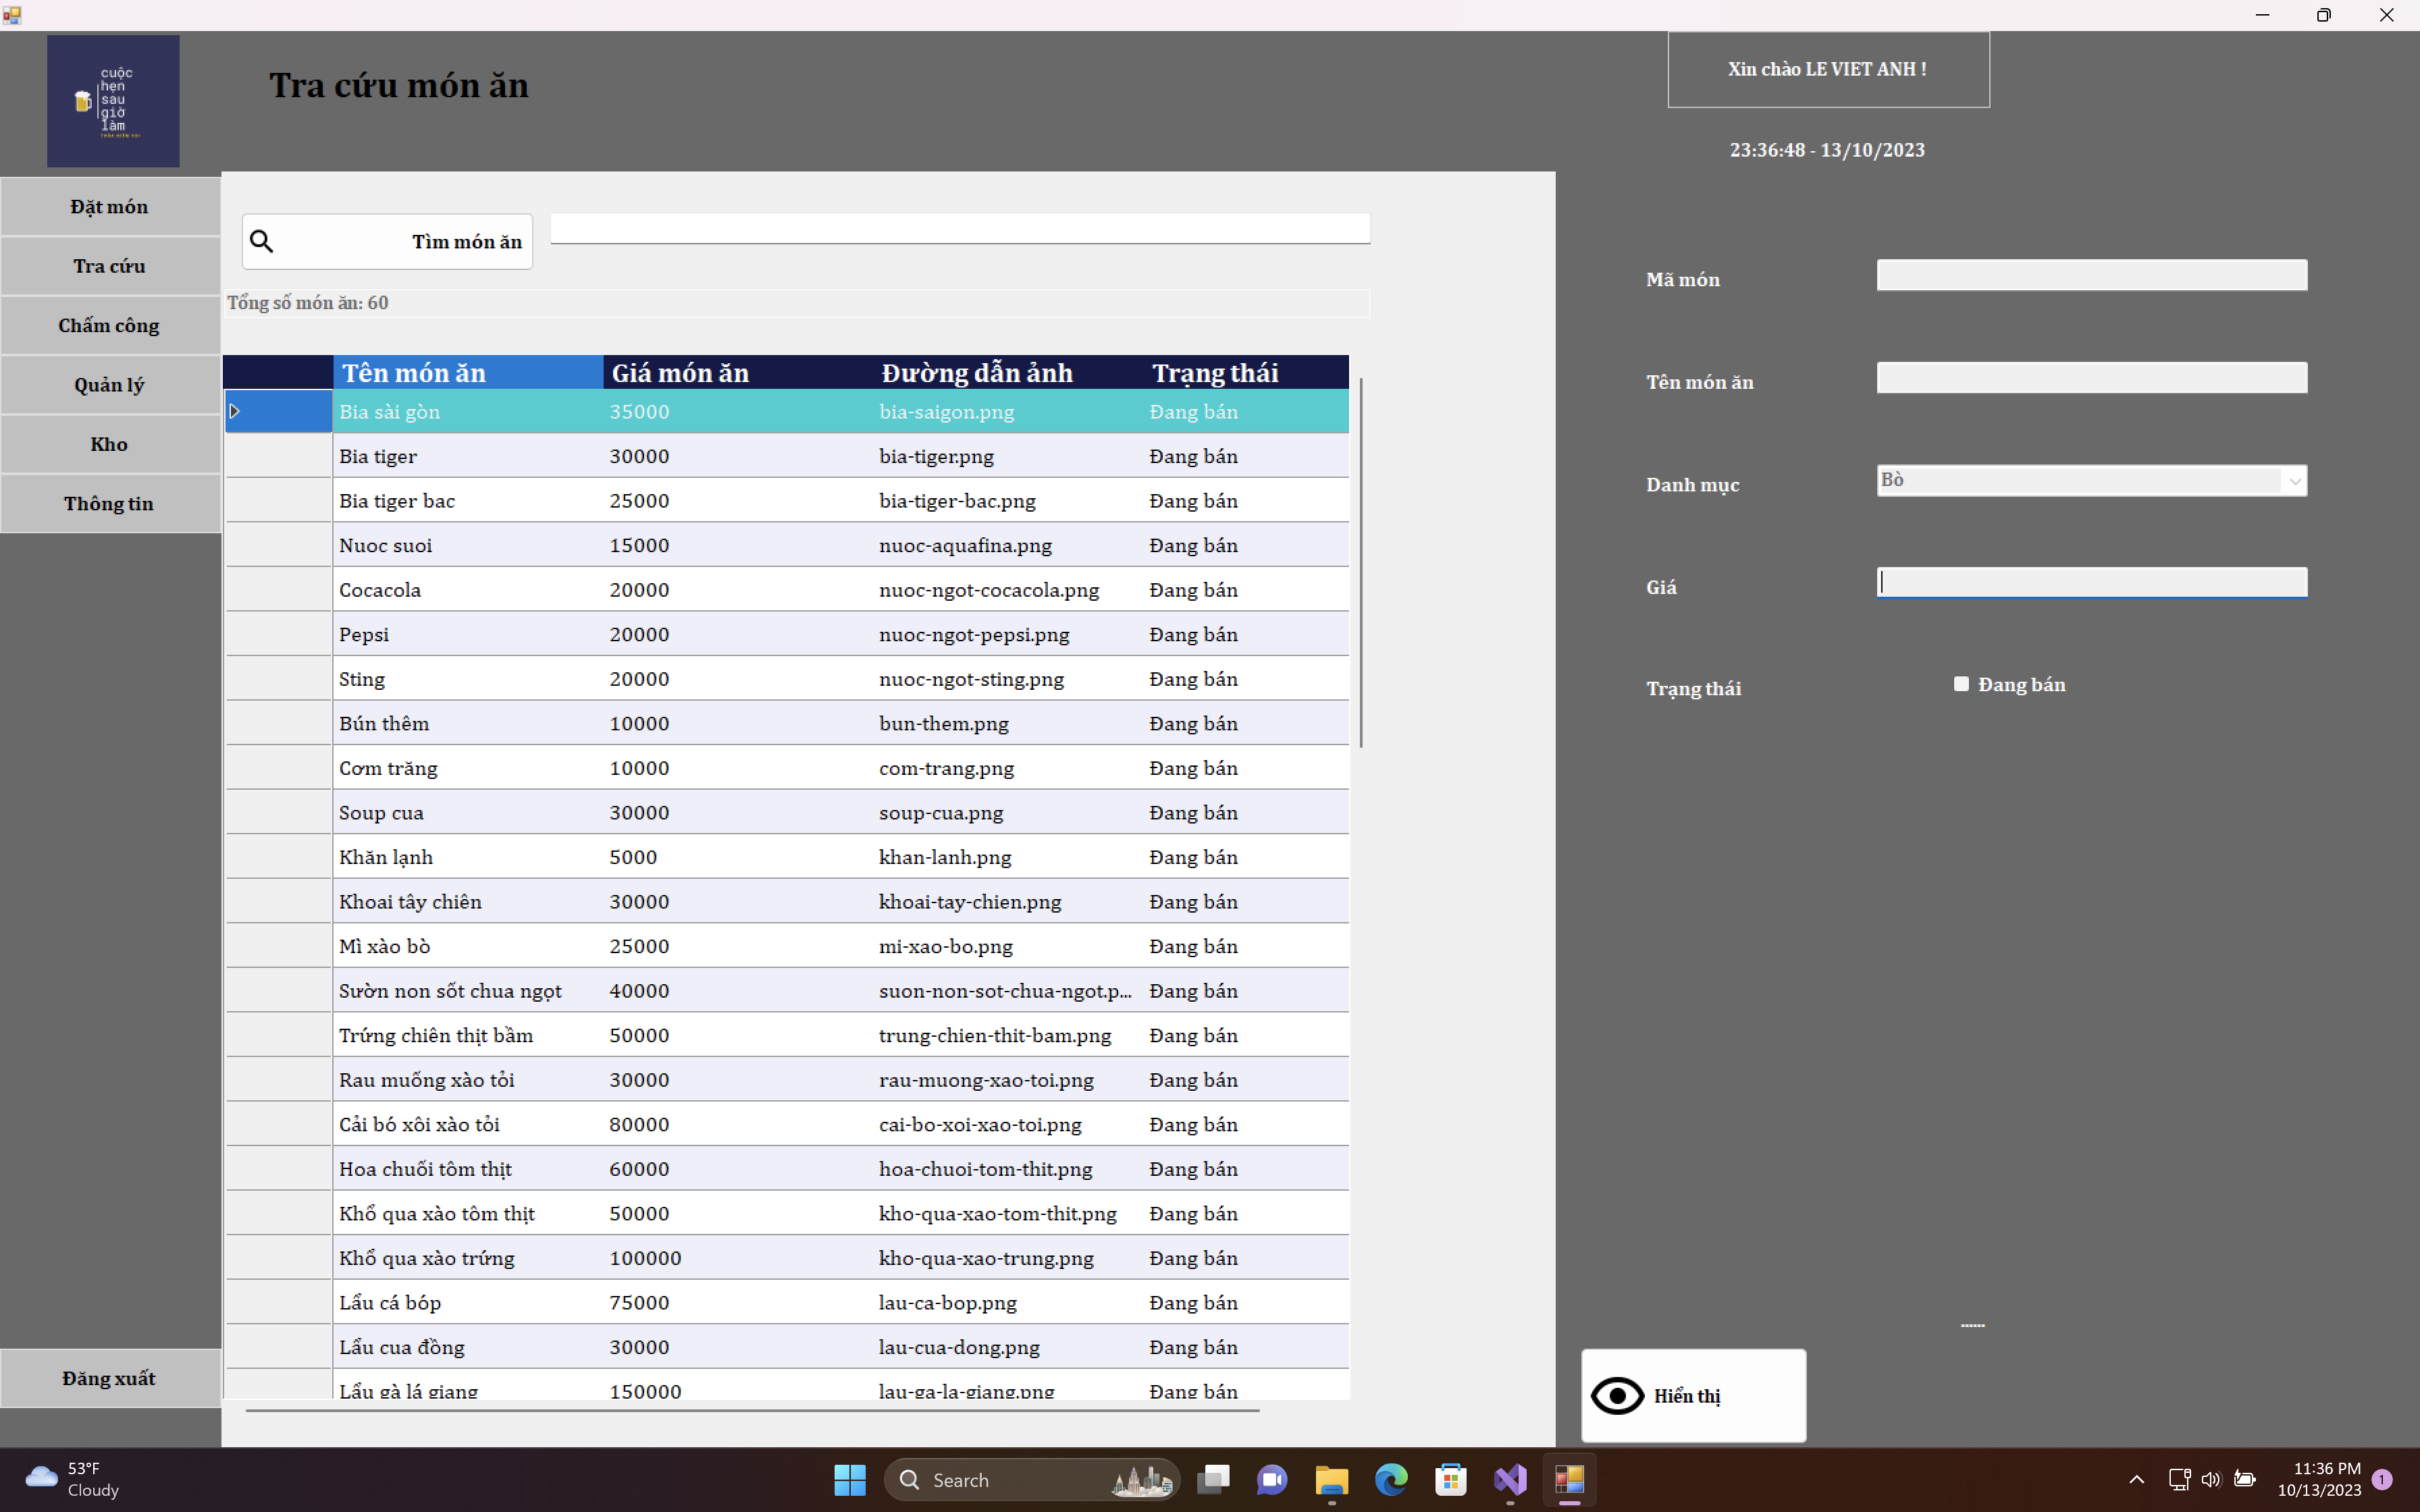 cuộc
hẹn
sau
giờ
làm
Tra cứu món ăn
Xin chào LE VIET ANH !
23:36:48 - 13/10/2023
Đặt món
Tra cứu
Chấm công
Quản lý
Kho
Thông tin
Đăng xuất
Tìm món ăn
Tổng số món ăn: 60
Tên món ăn Giá món ăn Đường dẫn ảnh Trạng thái
Bia sài gòn 35000 bia-saigon.png Đang bán
Bia tiger 30000 bia-tiger.png Đang bán
Bia tiger bac 25000 bia-tiger-bac.png Đang bán
Nuoc suoi 15000 nuoc-aquafina.png Đang bán
Cocacola 20000 nuoc-ngot-cocacola.png Đang bán
Pepsi 20000 nuoc-ngot-pepsi.png Đang bán
Sting 20000 nuoc-ngot-sting.png Đang bán
Bún thêm 10000 bun-them.png Đang bán
Cơm trăng 10000 com-trang.png Đang bán
Soup cua 30000 soup-cua.png Đang bán
Khăn lạnh 5000 khan-lanh.png Đang bán
Khoai tây chiên 30000 khoai-tay-chien.png Đang bán
Mì xào bò 25000 mi-xao-bo.png Đang bán
Sườn non sốt chua ngọt 40000 suon-non-sot-chua-ngot.p... Đang bán
Trứng chiên thịt bầm 50000 trung-chien-thit-bam.png Đang bán
Rau muống xào tỏi 30000 rau-muong-xao-toi.png Đang bán
Cải bó xôi xào tỏi 80000 cai-bo-xoi-xao-toi.png Đang bán
Hoa chuối tôm thịt 60000 hoa-chuoi-tom-thit.png Đang bán
Khổ qua xào tôm thịt 50000 kho-qua-xao-tom-thit.png Đang bán
Khổ qua xào trứng 100000 kho-qua-xao-trung.png Đang bán
Lẩu cá bóp 75000 lau-ca-bop.png Đang bán
Lẩu cua đồng 30000 lau-cua-dong.png Đang bán
Lẩu gà lá giang 150000 lau-ga-la-giang.png Đang bán
Mã món
Tên món ăn
Danh mục Bò
Giá
Trạng thái Đang bán
Hiển thị
53°F
Cloudy
Search
11:36 PM
10/13/2023
1